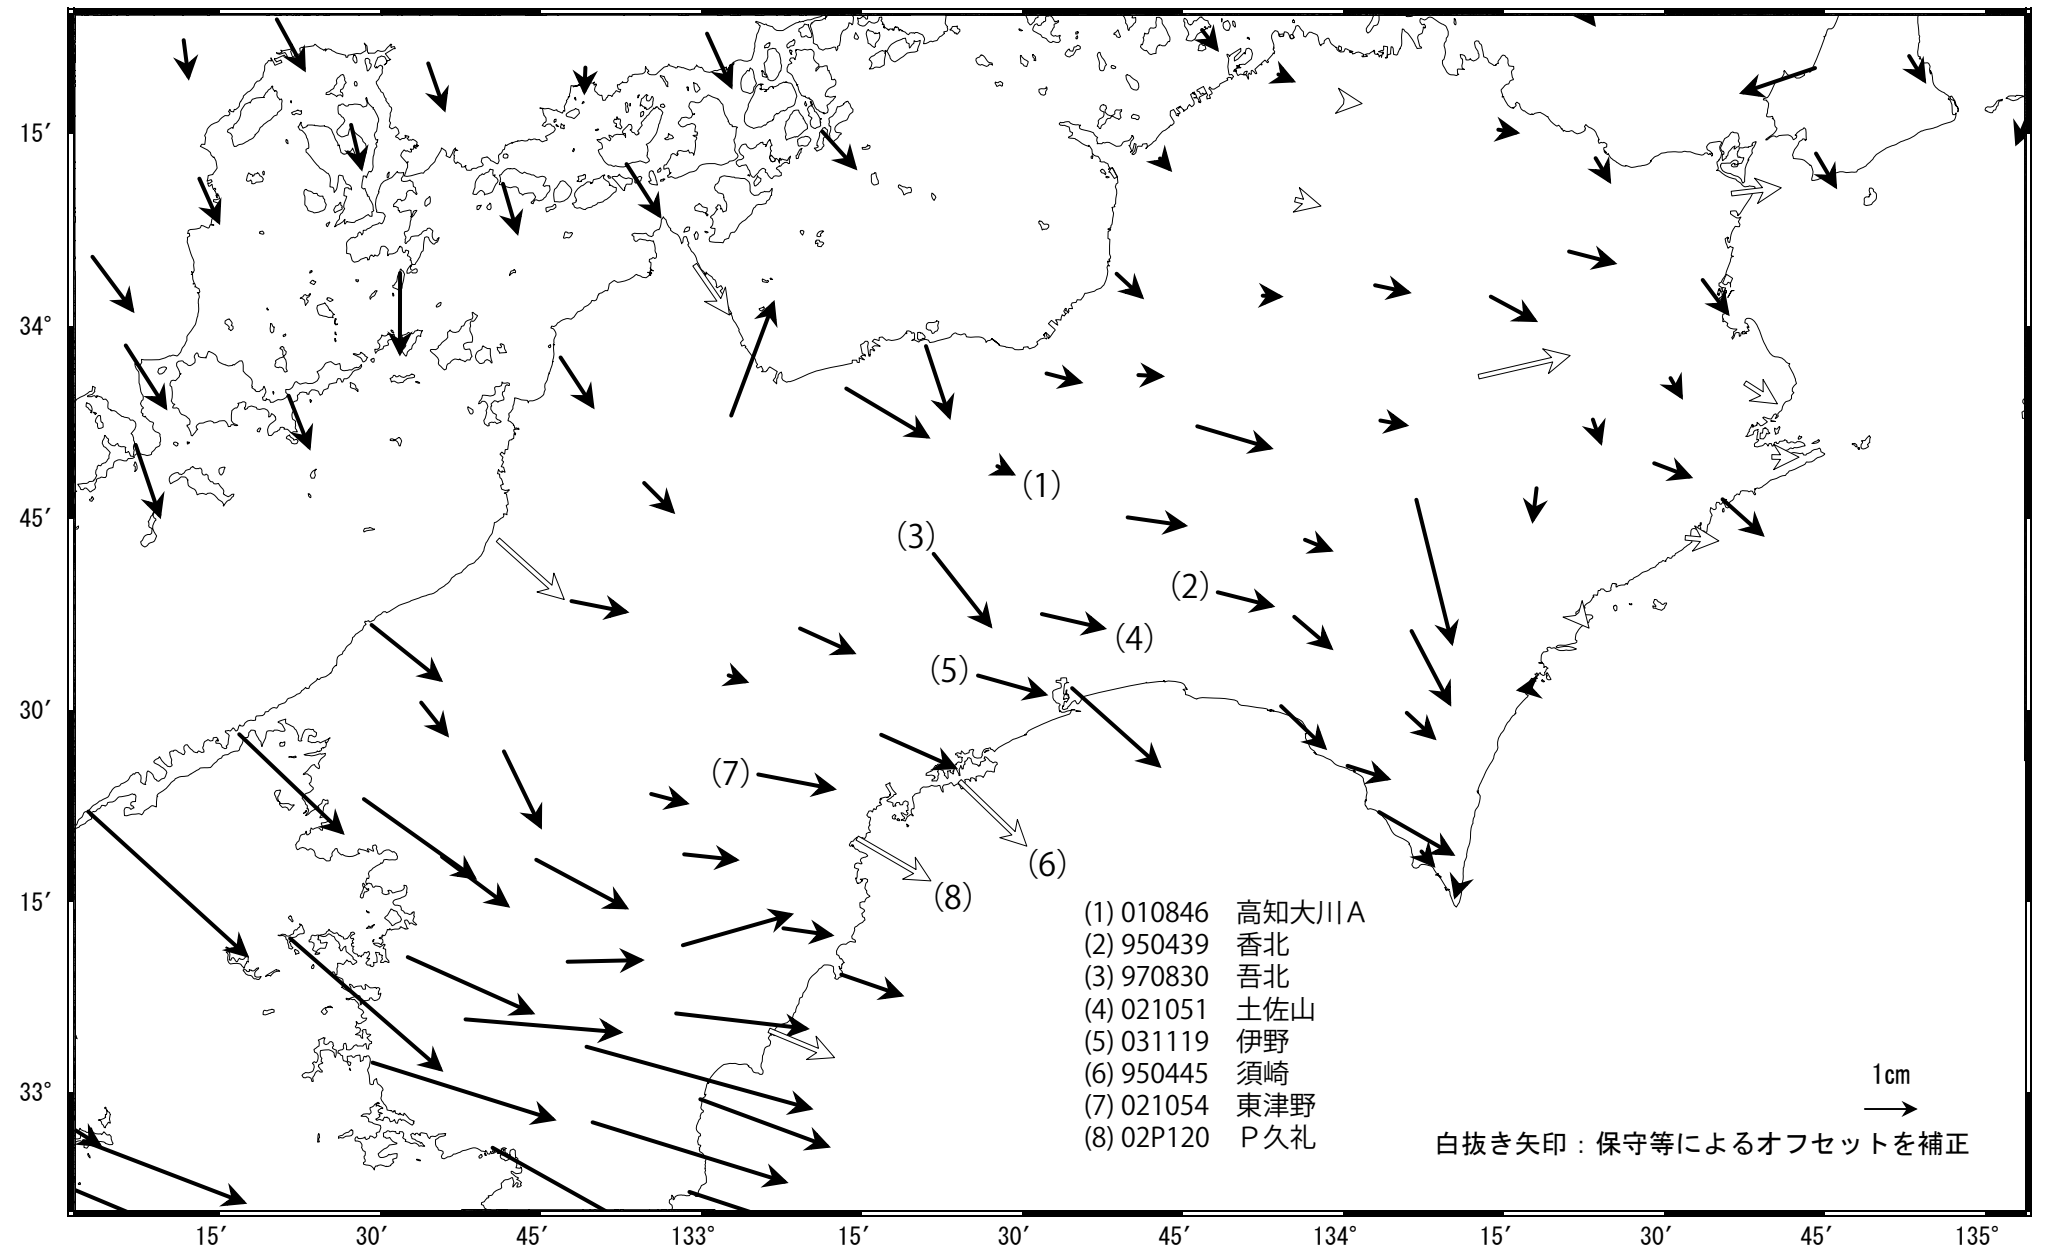 15′
34°
45′
30′
15′
33°
(1)
(3)
(2)
(4)
(5)
(7)
(6)
(8)
(1) 010846 高知大川Ａ
(2) 950439 香北
(3) 970830 吾北
(4) 021051 土佐山
(5) 031119 伊野
(6) 950445 須崎
(7) 021054 東津野
(8) 02P120 Ｐ久礼
1cm
白抜き矢印：保守等によるオフセットを補正
15′ 30′ 45′ 133° 15′ 30′ 45′ 134° 15′ 30′ 45′ 135°